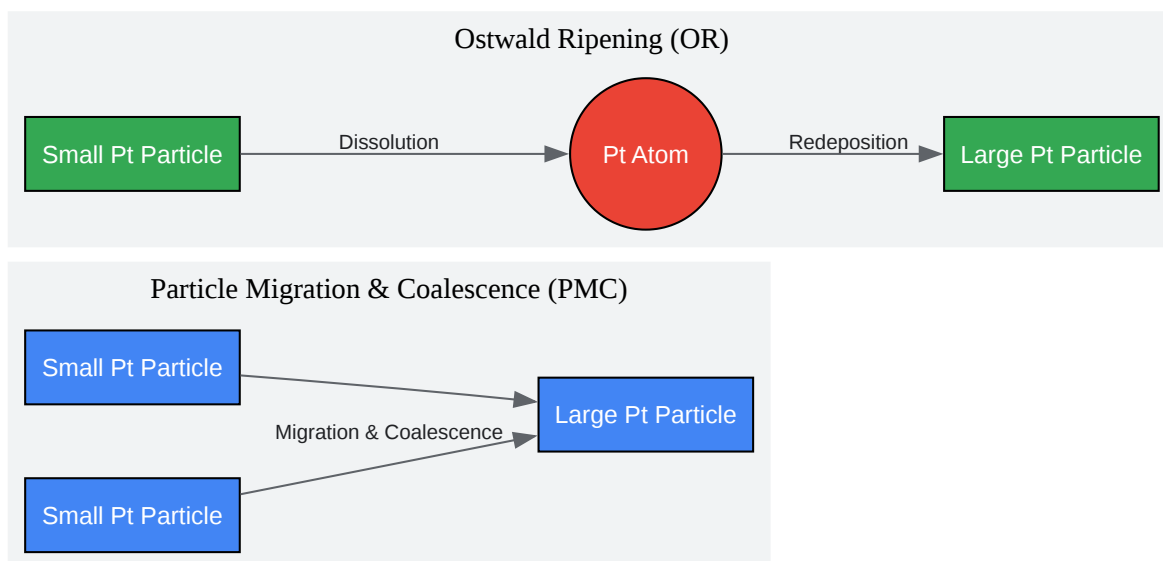 Ostwald Ripening (OR)
Small Pt Particle
Dissolution
Pt Atom
Redeposition
Large Pt Particle
Particle Migration & Coalescence (PMC)
Small Pt Particle
Migration & Coalescence
Large Pt Particle
Small Pt Particle